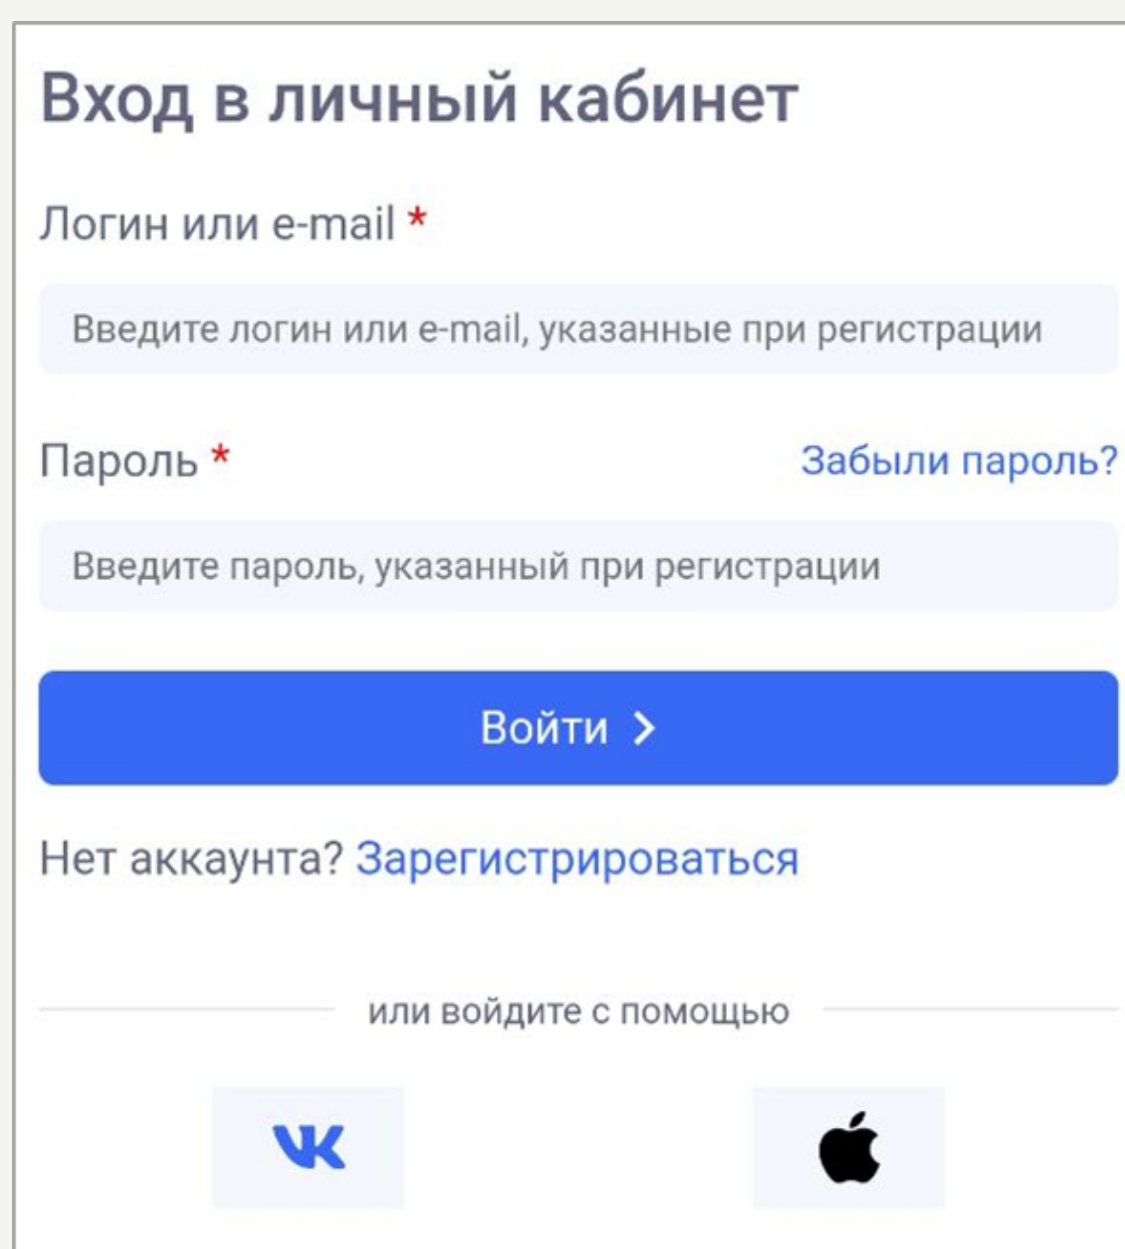 Вход в личный кабинет
Логин или e-mail *
Введите логин или e-mail, указанные при регистрации
Пароль * Забыли пароль?
Введите пароль, указанный при регистрации
Войти >
Нет аккаунта? Зарегистрироваться
или войдите с помощью
VK